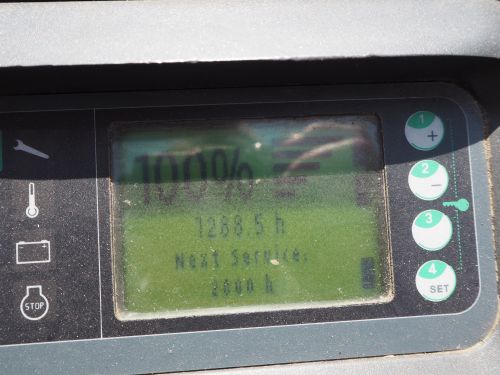 100%
1288.5 h
Next Service:
2000 h
1
+
2
−
3
4
SET
STOP